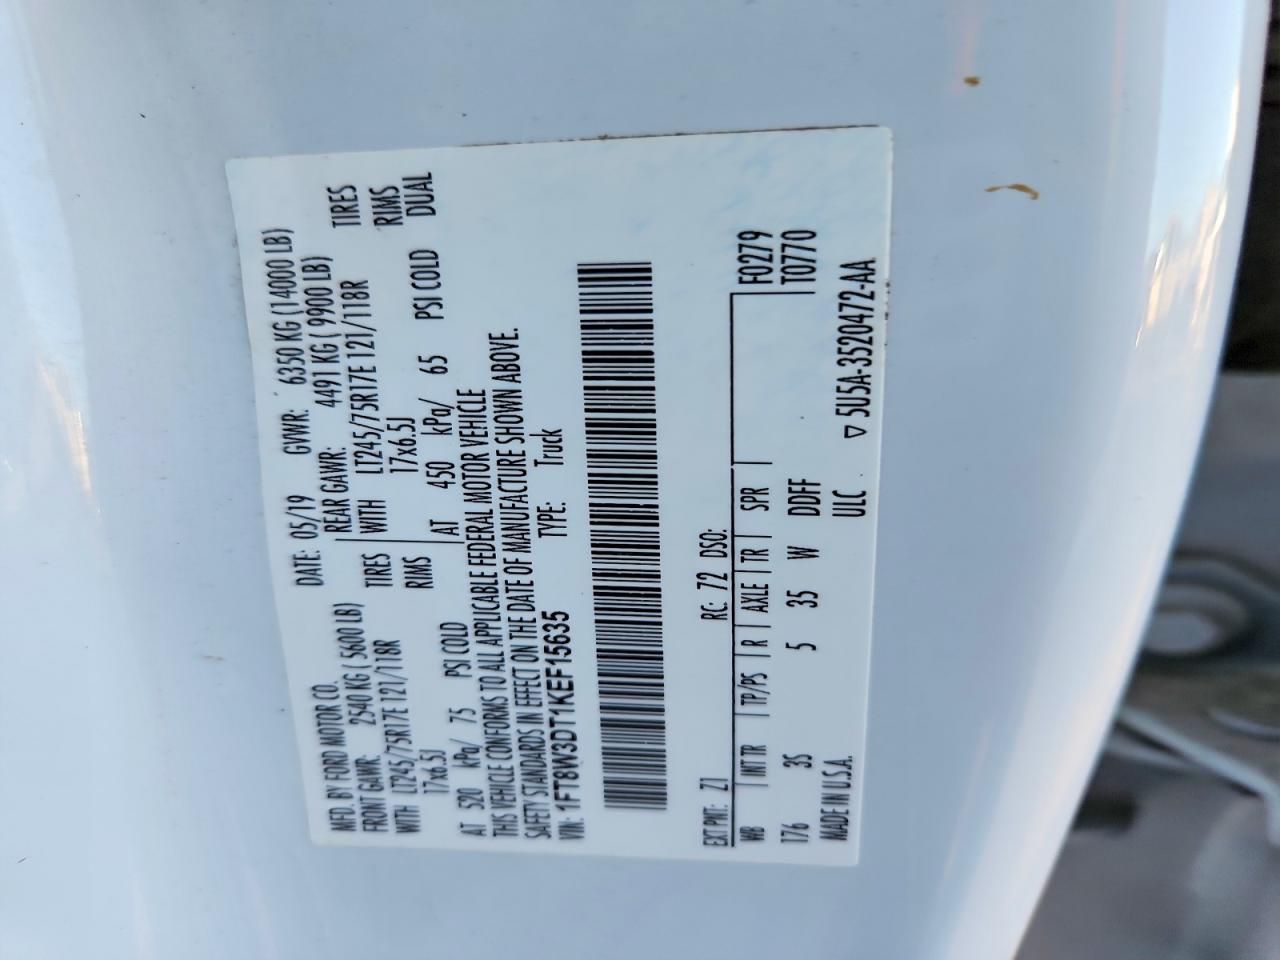 MFD. BY FORD MOTOR CO.
DATE: 05/19 GVWR: 6350 KG (14000 LB)
FRONT GAWR: 2540 KG ( 5600 LB) REAR GAWR: 4491 KG ( 9900 LB)
WITH LT245/75R17E 121/118R TIRES WITH LT245/75R17E 121/118R TIRES
17x6.5J RIMS 17x6.5J RIMS
AT 520 kPa/ 75 PSI COLD AT 450 kPa/ 65 PSI COLD DUAL
THIS VEHICLE CONFORMS TO ALL APPLICABLE FEDERAL MOTOR VEHICLE
SAFETY STANDARDS IN EFFECT ON THE DATE OF MANUFACTURE SHOWN ABOVE.
VIN: 1FT8W3DT1KEF15635 TYPE: Truck
EXT PNT: Z1 RC: 72 DSO: F0279
WB INT TR TP/PS R AXLE TR SPR T0770
176 3S 5 35 W DDFF
MADE IN U.S.A. ULC ▽ 5U5A-3520472-AA